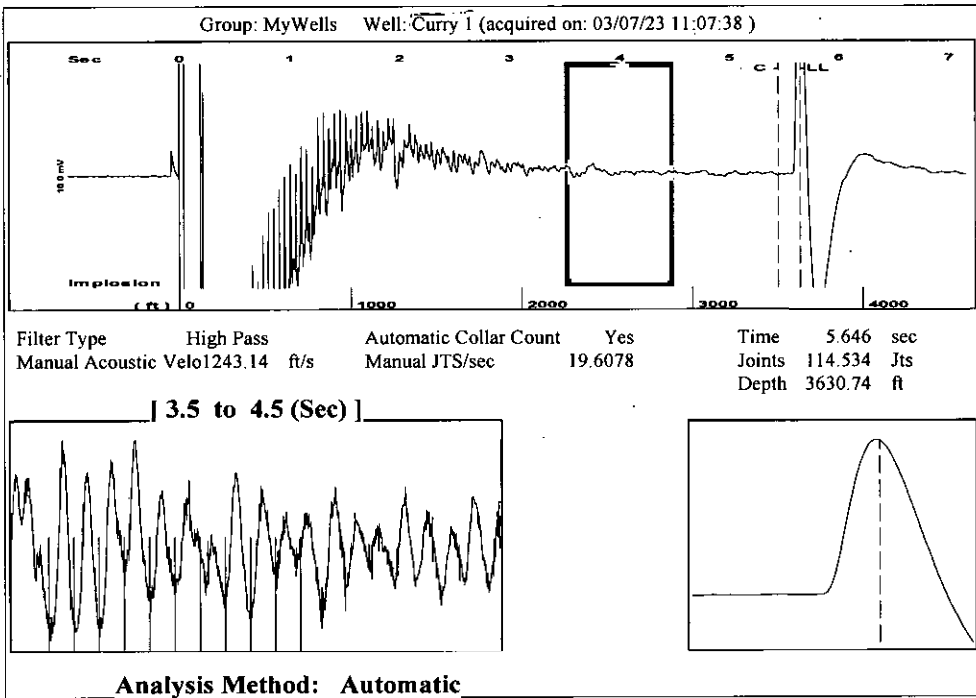 Group: MyWells Well: Curry 1 (acquired on: 03/07/23 11:07:38 )
Sec 0 1 2 3 4 5 6 7
C LL
100 mV
Implosion
( ft ) 0 1000 2000 3000 4000
Filter Type High Pass Automatic Collar Count Yes Time 5.646 sec
Manual Acoustic Velo1243.14 ft/s Manual JTS/sec 19.6078 Joints 114.534 Jts
Depth 3630.74 ft
[ 3.5 to 4.5 (Sec) ]
Analysis Method: Automatic